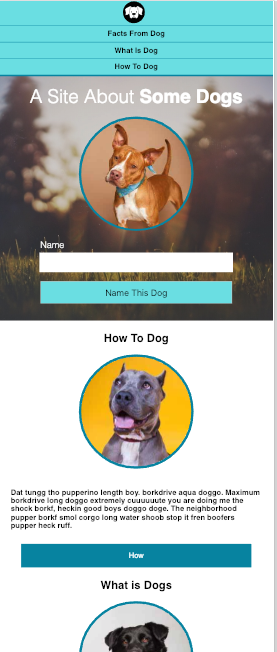 Facts From Dog
What Is Dog
How To Dog
A Site About Some Dogs
Name
Name This Dog
How To Dog
Dat tungg tho pupperino length boy. borkdrive aqua doggo. Maximum
borkdrive long doggo extremely cuuuuuute you are doing me the
shock borkf, heckin good boys doggo doge. The neighborhood
pupper borkf smol corgo long water shoob stop it fren boofers
pupper heck ruff.
How
What is Dogs